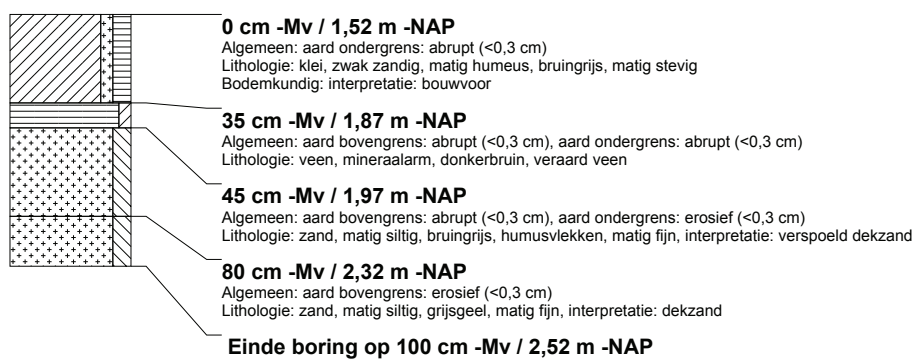 0 cm -Mv / 1,52 m -NAP
Algemeen: aard ondergrens: abrupt (<0,3 cm)
Lithologie: klei, zwak zandig, matig humeus, bruingrijs, matig stevig
Bodemkundig: interpretatie: bouwvoor
35 cm -Mv / 1,87 m -NAP
Algemeen: aard bovengrens: abrupt (<0,3 cm), aard ondergrens: abrupt (<0,3 cm)
Lithologie: veen, mineraalarm, donkerbruin, veraard veen
45 cm -Mv / 1,97 m -NAP
Algemeen: aard bovengrens: abrupt (<0,3 cm), aard ondergrens: erosief (<0,3 cm)
Lithologie: zand, matig siltig, bruingrijs, humusvlekken, matig fijn, interpretatie: verspoeld dekzand
80 cm -Mv / 2,32 m -NAP
Algemeen: aard bovengrens: erosief (<0,3 cm)
Lithologie: zand, matig siltig, grijsgeel, matig fijn, interpretatie: dekzand
Einde boring op 100 cm -Mv / 2,52 m -NAP